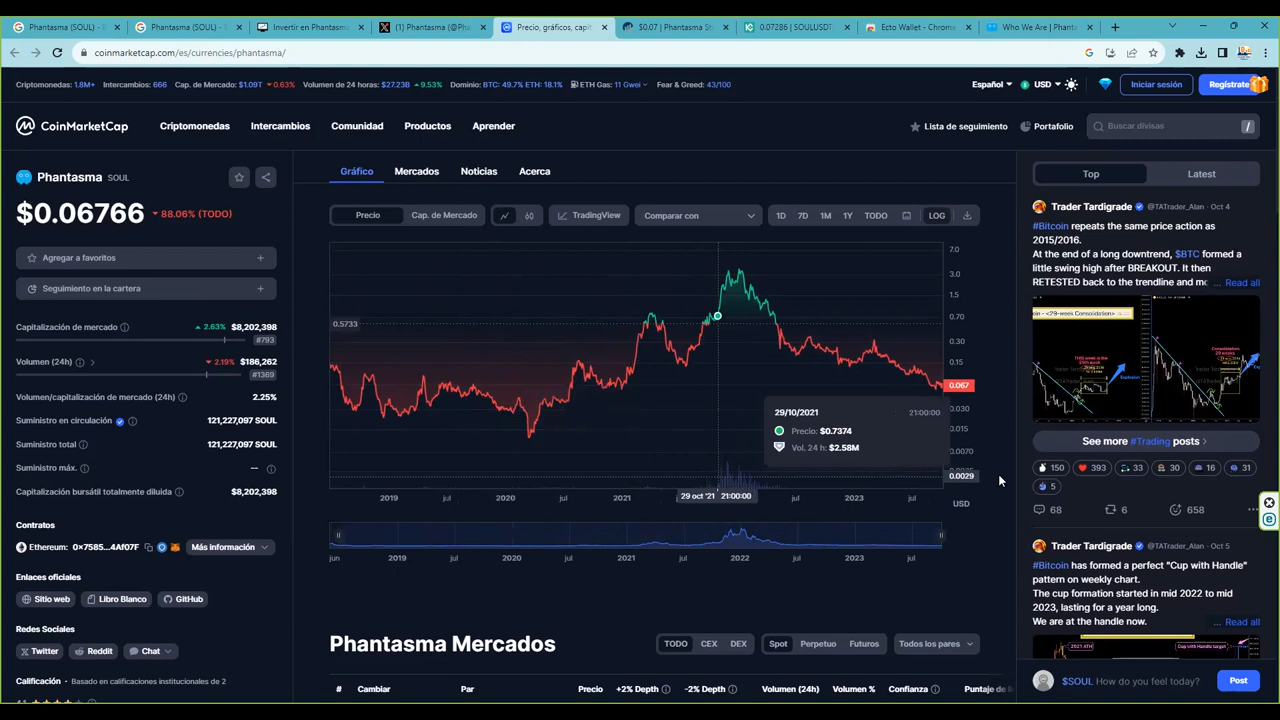 Phantasma (SOUL) -
Phantasma (SOUL) -
Invertir en Phantasm
(1) Phantasma (@Pha
Precio, gráficos, capit
$0.07 | Phantasma St
0.07286 | SOULUSDT
Ecto Wallet - Chrome
Who We Are | Phanta
coinmarketcap.com/es/currencies/phantasma/
Criptomonedas: 1.8M+ Intercambios: 666 Cap. de Mercado: $1.09T 0.63% Volumen de 24 horas: $27.23B 9.53% Dominio: BTC: 49.7% ETH: 18.1% ETH Gas: 11 Gwei Fear & Greed: 43/100
Español USD Iniciar sesión Regístrate
CoinMarketCap Criptomonedas Intercambios Comunidad Productos Aprender
Lista de seguimiento Portafolio Buscar divisas /
Phantasma SOUL
$0.06766 88.06% (TODO)
Agregar a favoritos
Seguimiento en la cartera
Capitalización de mercado 2.63% $8,202,398
#793
Volumen (24h) 2.19% $186,262
#1369
Volumen/capitalización de mercado (24h) 2.25%
Suministro en circulación 121,227,097 SOUL
Suministro total 121,227,097 SOUL
Suministro máx. --
Capitalización bursátil totalmente diluida $8,202,398
Contratos
Ethereum: 0x7585...4Af07F Más información
Enlaces oficiales
Sitio web Libro Blanco GitHub
Redes Sociales
Twitter Reddit Chat
Calificación · Basado en calificaciones institucionales de 2
Gráfico Mercados Noticias Acerca
Precio Cap. de Mercado TradingView Comparar con 1D 7D 1M 1Y TODO LOG
7.0
3.0
1.5
0.70
0.5733
0.30
0.15
0.067
0.030
0.015
0.0070
0.0029
29/10/2021 21:00:00
Precio: $0.7374
Vol. 24 h: $2.58M
2019 jul 2020 jul 2021 jul 29 oct '21 21:00:00 jul 2023 jul
USD
jun 2019 jul 2020 jul 2021 jul 2022 jul 2023 jul
Phantasma Mercados
TODO CEX DEX Spot Perpetuo Futuros Todos los pares
# Cambiar Par Precio +2% Depth -2% Depth Volumen (24h) Volumen % Confianza
Top Latest
Trader Tardigrade @TATrader_Alan · Oct 4
#Bitcoin repeats the same price action as
2015/2016.
At the end of a long downtrend, $BTC formed a
little swing high after BREAKOUT. It then
RETESTED back to the trendline and mo ... Read all
See more #Trading posts
150 393 33 30 16 31
5
68 6 658
Trader Tardigrade @TATrader_Alan · Oct 5
#Bitcoin has formed a perfect "Cup with Handle"
pattern on weekly chart.
The cup formation started in mid 2022 to mid
2023, lasting for a year long.
We are at the handle now. ... Read all
$SOUL How do you feel today? Post